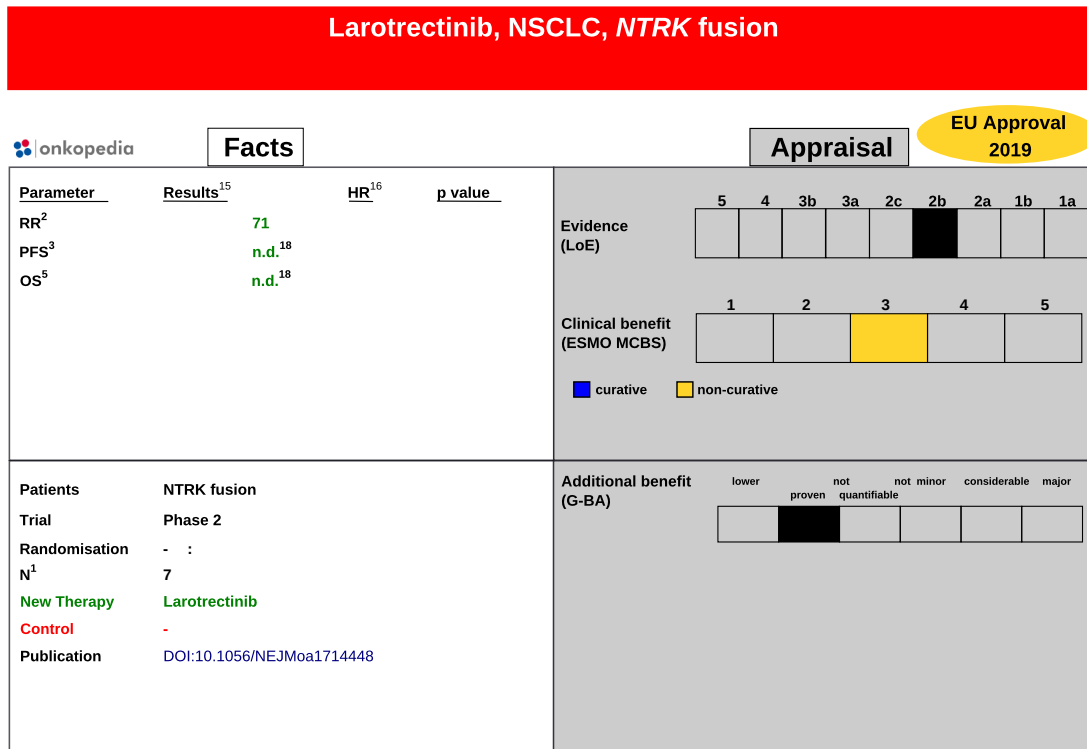 Larotrectinib, NSCLC, NTRK fusion
onkopedia
Facts
Appraisal
EU Approval
2019
Parameter Results15 HR16 p value
RR2 71
PFS3 n.d.18
OS5 n.d.18
Evidence
(LoE)
5 4 3b 3a 2c 2b 2a 1b 1a
Clinical benefit
(ESMO MCBS)
1 2 3 4 5
curative non-curative
Patients NTRK fusion
Trial Phase 2
Randomisation - :
N1 7
New Therapy Larotrectinib
Control -
Publication DOI:10.1056/NEJMoa1714448
Additional benefit
(G-BA)
lower not not minor considerable major
proven quantifiable